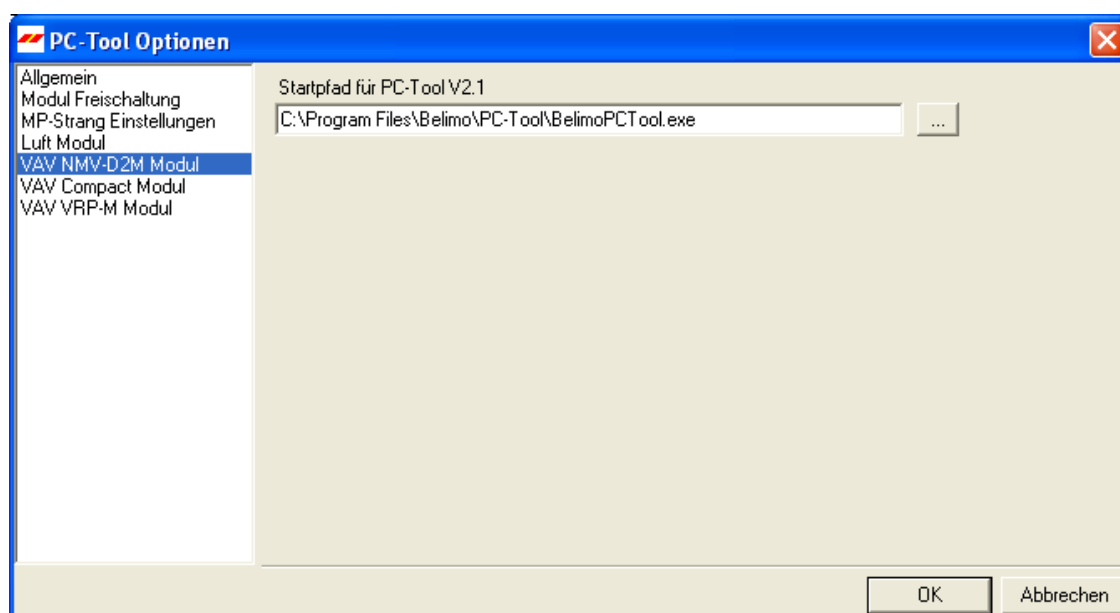 PC-Tool Optionen
Allgemein
Modul Freischaltung
MP-Strang Einstellungen
Luft Modul
VAV NMV-D2M Modul
VAV Compact Modul
VAV VRP-M Modul
Startpfad für PC-Tool V2.1
C:\Program Files\Belimo\PC-Tool\BelimoPCTool.exe
...
OK
Abbrechen